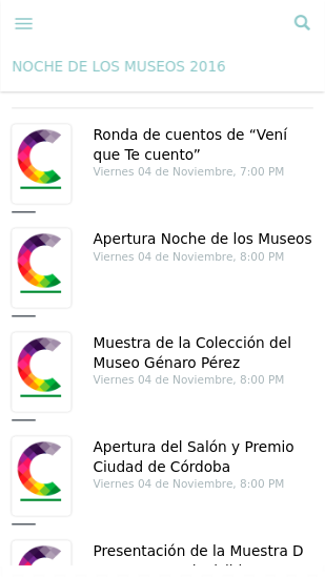 NOCHE DE LOS MUSEOS 2016
Ronda de cuentos de “Vení
que Te cuento”
Viernes 04 de Noviembre, 7:00 PM
Apertura Noche de los Museos
Viernes 04 de Noviembre, 8:00 PM
Muestra de la Colección del
Museo Génaro Pérez
Viernes 04 de Noviembre, 8:00 PM
Apertura del Salón y Premio
Ciudad de Córdoba
Viernes 04 de Noviembre, 8:00 PM
Presentación de la Muestra D